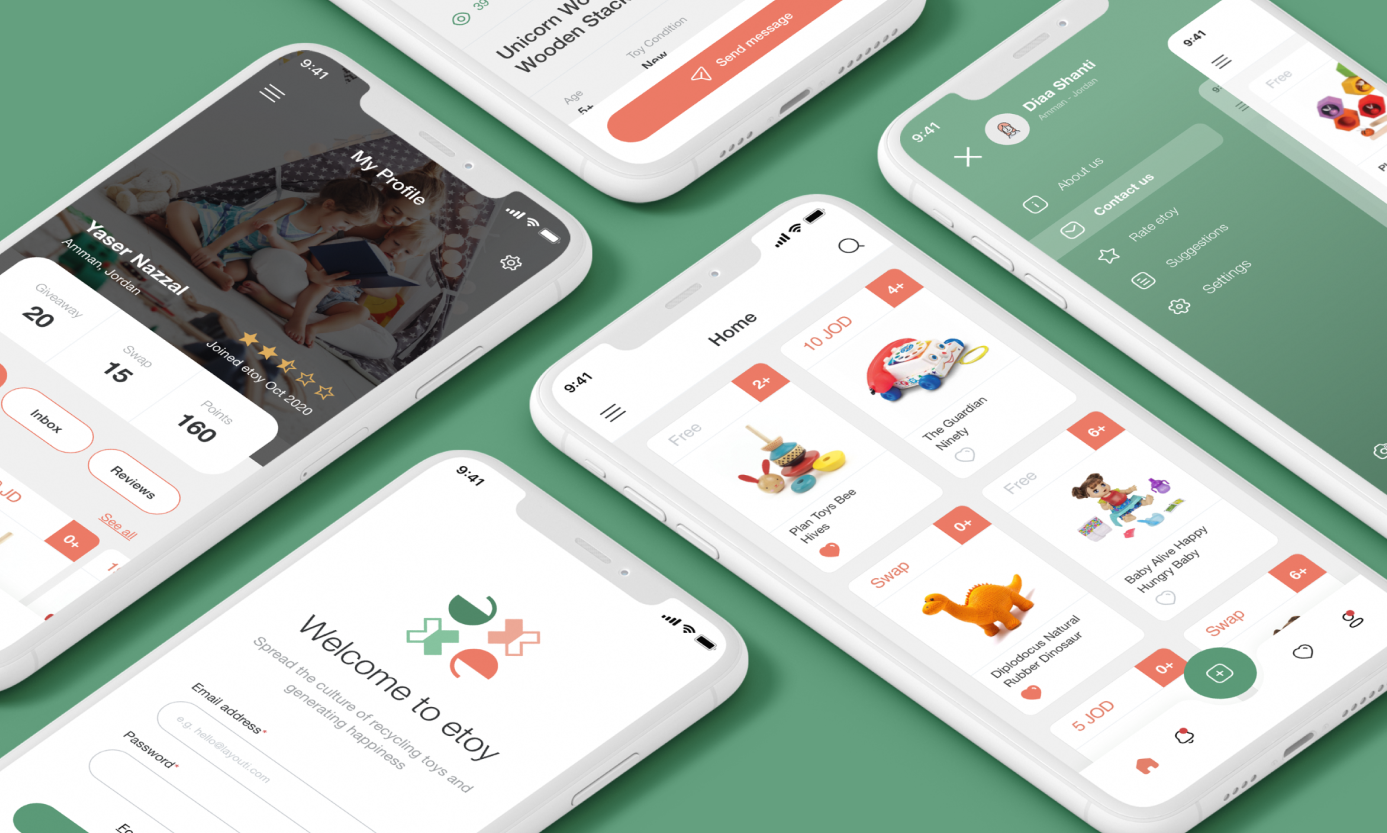 9:41
My Profile
Yaser Nazzal
Amman, Jordan
Joined etoy Oct 2020
Giveaway
20
Swap
15
Points
160
Inbox
Reviews
See all
JD
0+
39
Unicorn
Wooden
Toy Condition
New
Age
5+
Send message
9:41
Diaa Shanti
Amman - Jordan
About us
Contact us
Rate etoy
Suggestions
Settings
9:41
Free
9:41
Home
Free
2+
Plan Toys Bee
Hives
10 JOD
4+
The Guardian
Ninety
Swap
0+
Diplodocus Natural
Rubber Dinosaur
Free
6+
Baby Alive Happy
Hungry Baby
5 JOD
0+
Swap
6+
9:41
Welcome to etoy
Spread the culture of recycling toys and
generating happiness
Email address*
e.g. hello@layouti.com
Password*